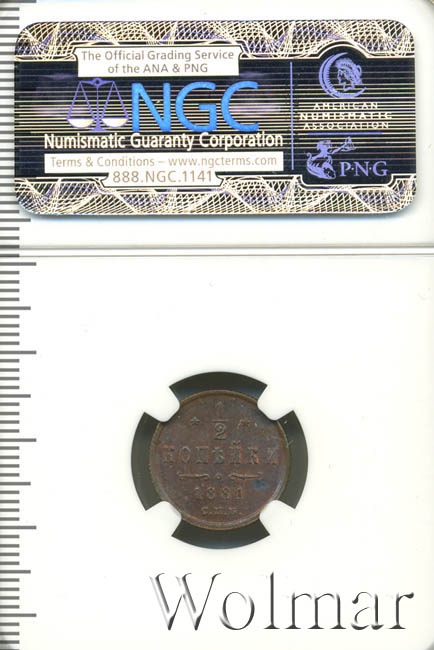 The Official Grading Service
of the ANA & PNG
NGC
Numismatic Guaranty Corporation
Terms & Conditions – www.ngcterms.com
888.NGC.1141
AMERICAN
NUMISMATIC
ASSOCIATION
P·N·G
1/2
КОПѢЙКИ
1881
С.П.Б.
Wolmar